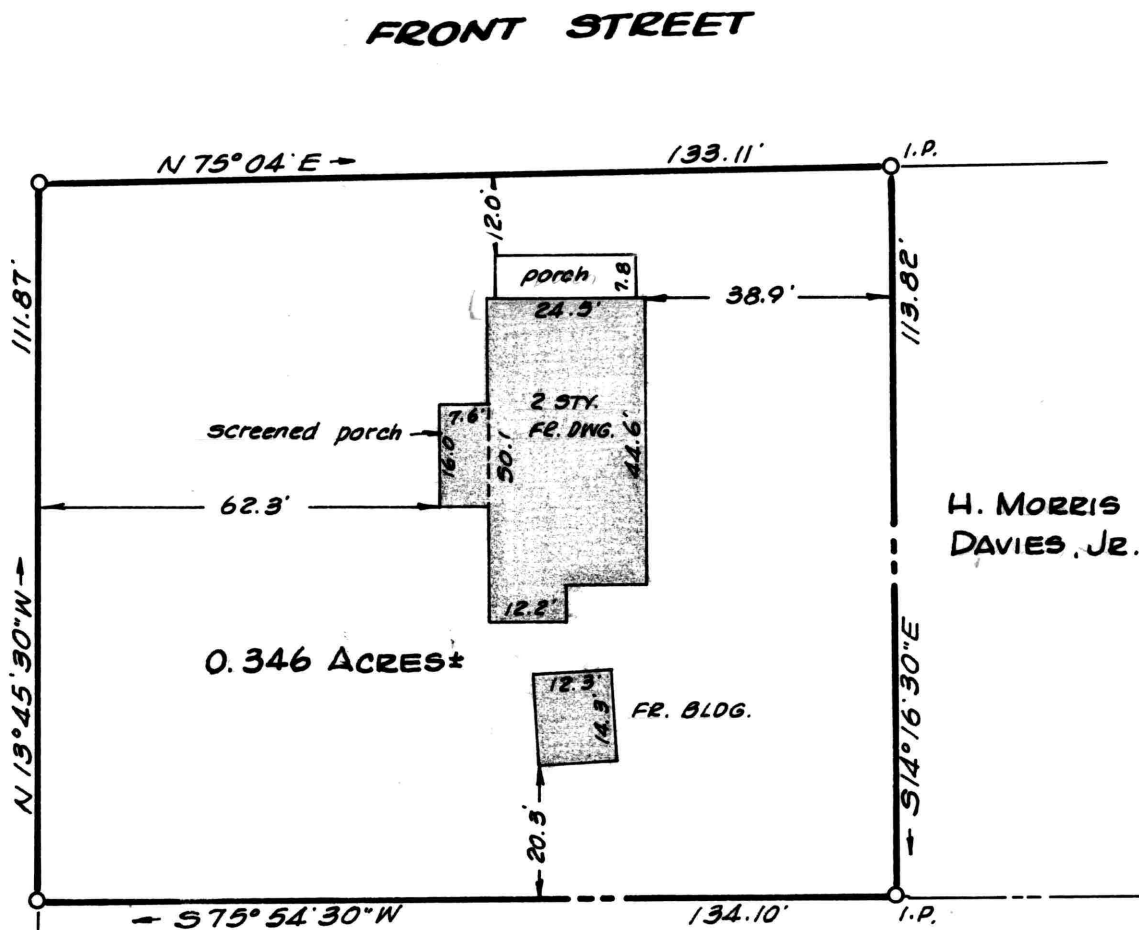 FRONT STREET
N 75° 04' E →
133.11'
I.P.
12.0'
porch
7.8
24.5'
38.9'
111.87'
113.82'
2 STY.
FR. DWG.
7.6'
screened porch
16.0
50.1
44.6'
62.3'
H. MORRIS
DAVIES, JR.
12.2'
0.346 ACRES±
N 13° 45' 30" W →
← S 14° 16' 30" E
12.3'
14.3'
FR. BLDG.
20.3'
← S 75° 54' 30" W
134.10'
I.P.